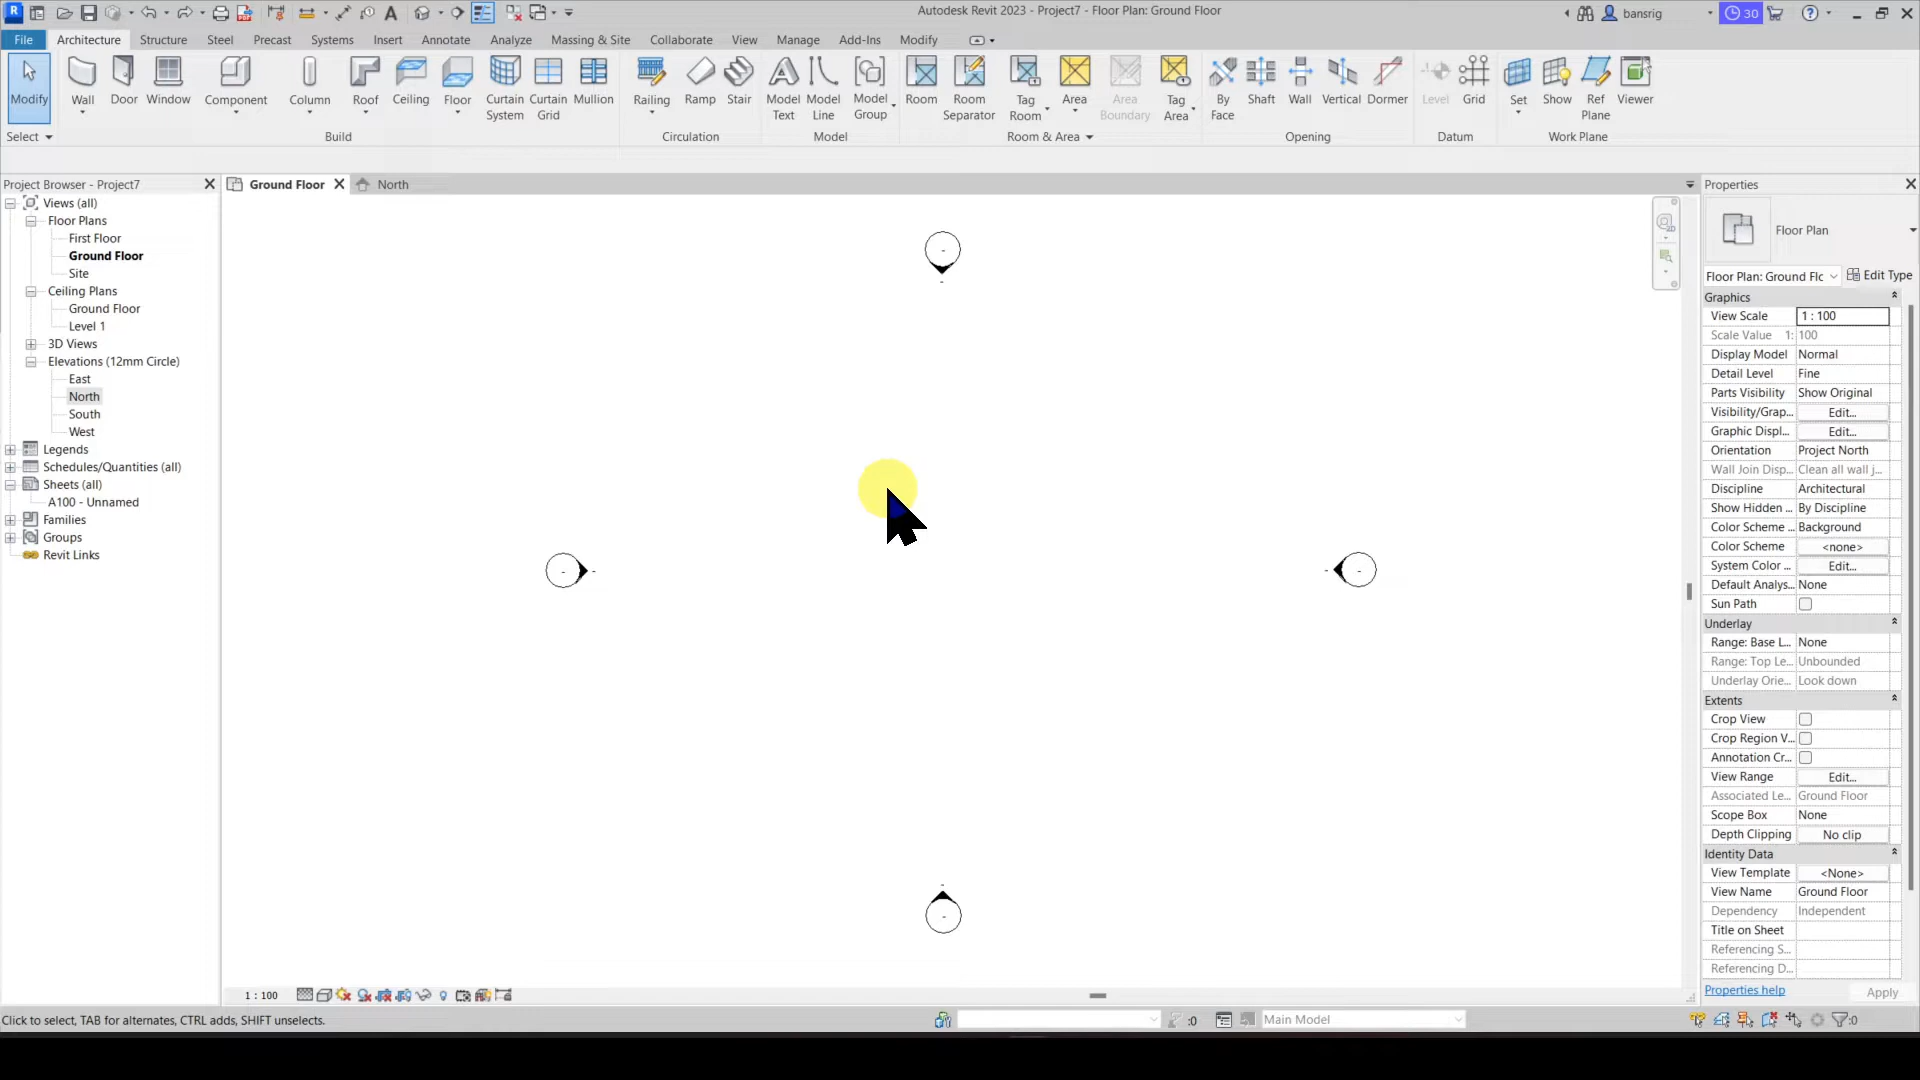 Autodesk Revit 2023 - Project7 - Floor Plan: Ground Floor
bansrig
30
File Architecture Structure Steel Precast Systems Insert Annotate Analyze Massing & Site Collaborate View Manage Add-Ins Modify
Modify Wall Door Window Component Column Roof Ceiling Floor Curtain System Curtain Grid Mullion Railing Ramp Stair Model Text Model Line Model Group Room Room Separator Tag Room Area Area Boundary Tag Area By Face Shaft Wall Vertical Dormer Level Grid Set Show Ref Plane Viewer
Select Build Circulation Model Room & Area Opening Datum Work Plane
Project Browser - Project7
Views (all)
Floor Plans
First Floor
Ground Floor
Site
Ceiling Plans
Ground Floor
Level 1
3D Views
Elevations (12mm Circle)
East
North
South
West
Legends
Schedules/Quantities (all)
Sheets (all)
A100 - Unnamed
Families
Groups
Revit Links
Ground Floor
North
Properties
Floor Plan
Floor Plan: Ground Flc Edit Type
Graphics
View Scale 1 : 100
Scale Value 1: 100
Display Model Normal
Detail Level Fine
Parts Visibility Show Original
Visibility/Grap... Edit...
Graphic Displ... Edit...
Orientation Project North
Wall Join Disp... Clean all wall j...
Discipline Architectural
Show Hidden ... By Discipline
Color Scheme ... Background
Color Scheme <none>
System Color ... Edit...
Default Analys... None
Sun Path
Underlay
Range: Base L... None
Range: Top Le... Unbounded
Underlay Orie... Look down
Extents
Crop View
Crop Region V...
Annotation Cr...
View Range Edit...
Associated Le... Ground Floor
Scope Box None
Depth Clipping No clip
Identity Data
View Template <None>
View Name Ground Floor
Dependency Independent
Title on Sheet
Referencing S...
Referencing D...
Properties help Apply
1 : 100
Click to select, TAB for alternates, CTRL adds, SHIFT unselects.
:0
Main Model
:0